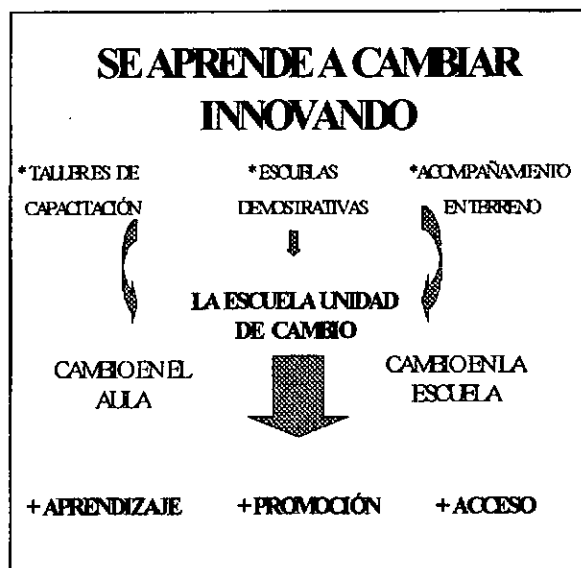 SE APRENDE A CAMBIAR
INNOVANDO
*TALLERES DE
CAPACITACIÓN
*ESCUELAS
DEMOSTRATIVAS
*ACOMPAÑAMIENTO
EN TERRENO
LA ESCUELA UNIDAD
DE CAMBIO
CAMBIO EN EL
AULA
CAMBIO EN LA
ESCUELA
+ APRENDIZAJE
+ PROMOCIÓN
+ ACCESO